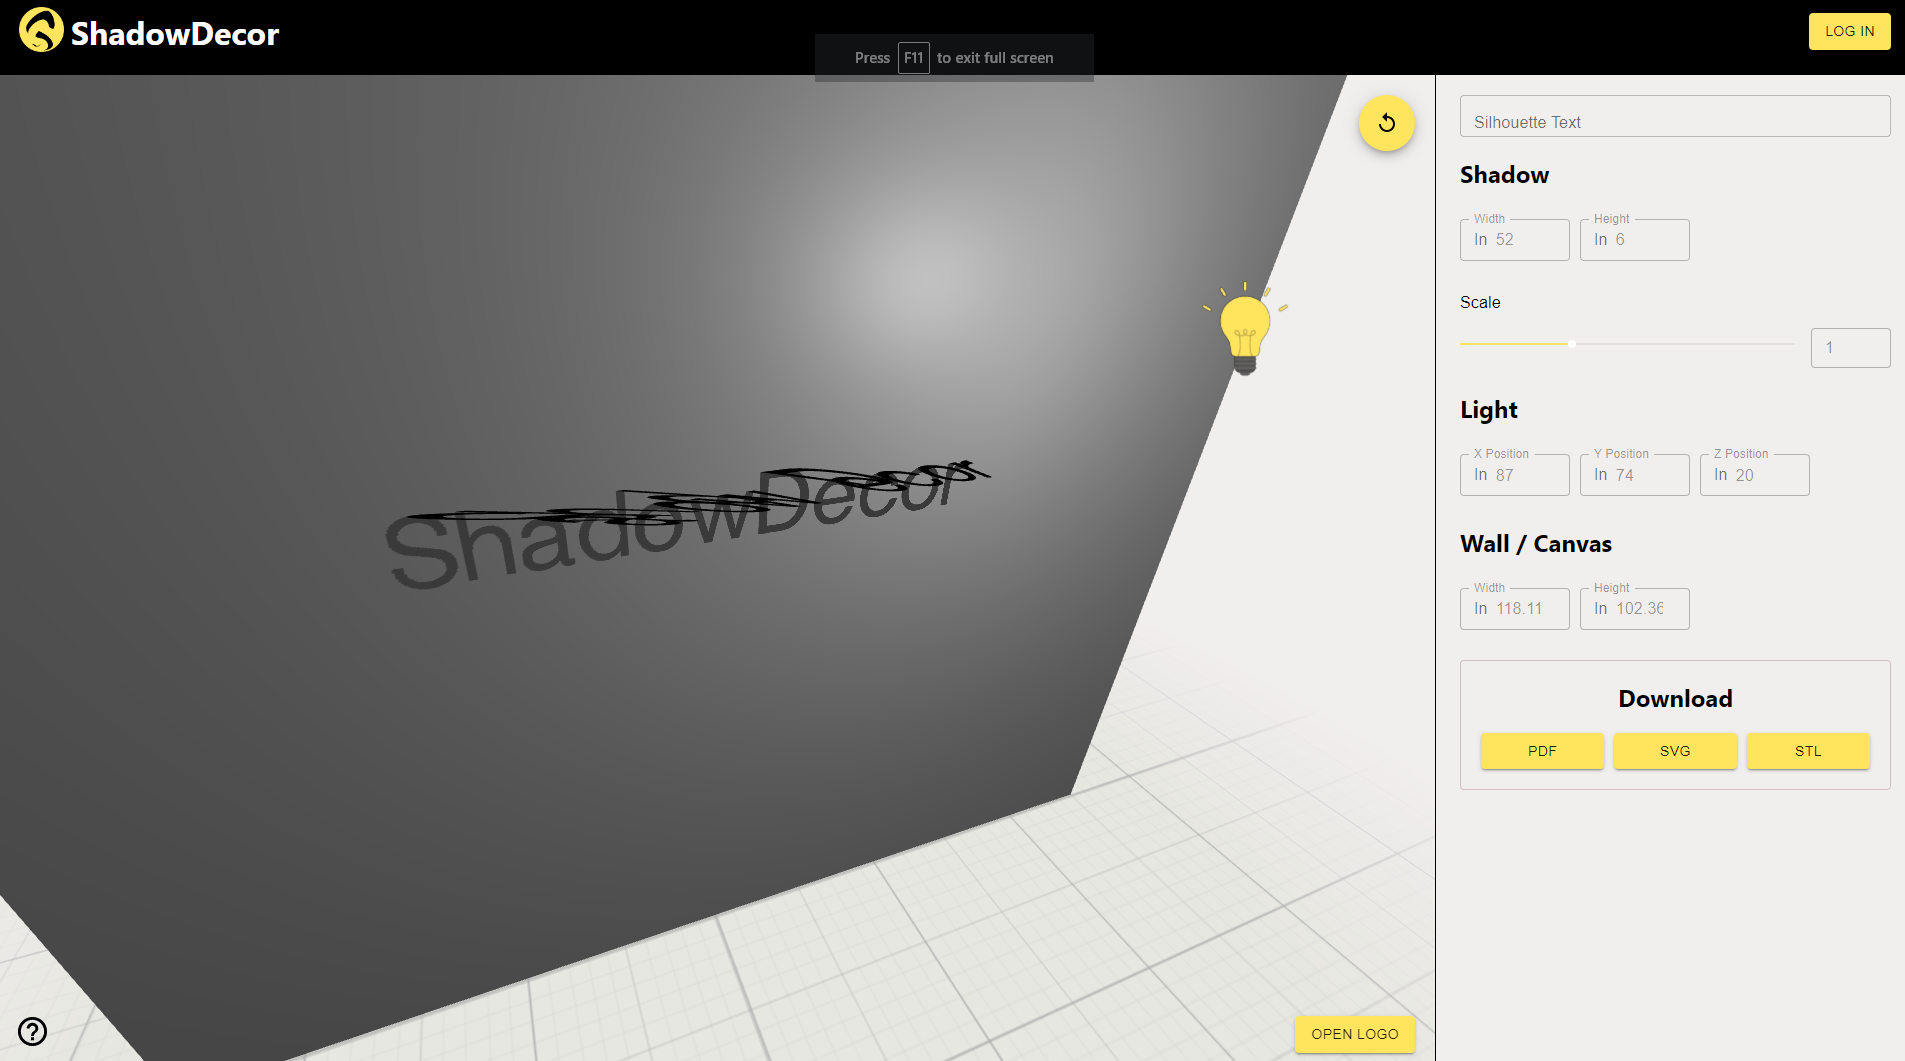 ShadowDecor
LOG IN
Press F11 to exit full screen
Silhouette Text
Shadow
Width
Height
In 52
In 6
Scale
1
Light
X Position
Y Position
Z Position
In 87
In 74
In 20
Wall / Canvas
Width
Height
In 118.11
In 102.36
Download
PDF
SVG
STL
ShadowDecor
OPEN LOGO